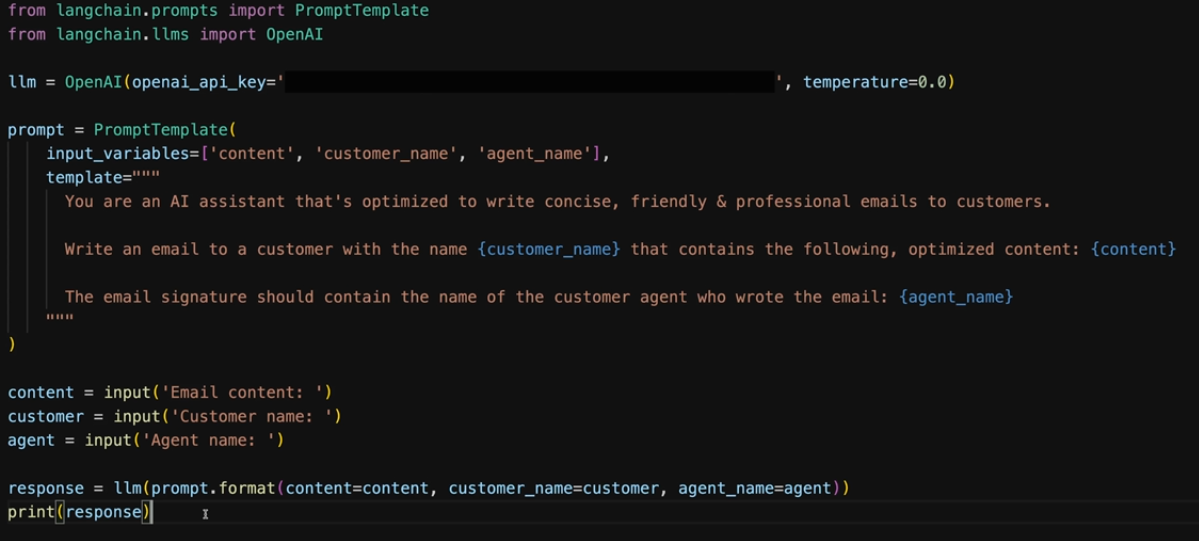 from langchain.prompts import PromptTemplate
from langchain.llms import OpenAI
llm = OpenAI(openai_api_key='', temperature=0.0)
prompt = PromptTemplate(
input_variables=['content', 'customer_name', 'agent_name'],
template="""
You are an AI assistant that's optimized to write concise, friendly & professional emails to customers.
Write an email to a customer with the name {customer_name} that contains the following, optimized content: {content}
The email signature should contain the name of the customer agent who wrote the email: {agent_name}
"""
)
content = input('Email content: ')
customer = input('Customer name: ')
agent = input('Agent name: ')
response = llm(prompt.format(content=content, customer_name=customer, agent_name=agent))
print(response)